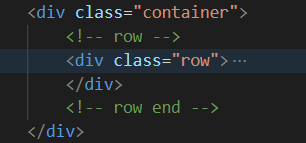 <div class="container">
<!-- row -->
<div class="row">···
</div>
<!-- row end -->
</div>